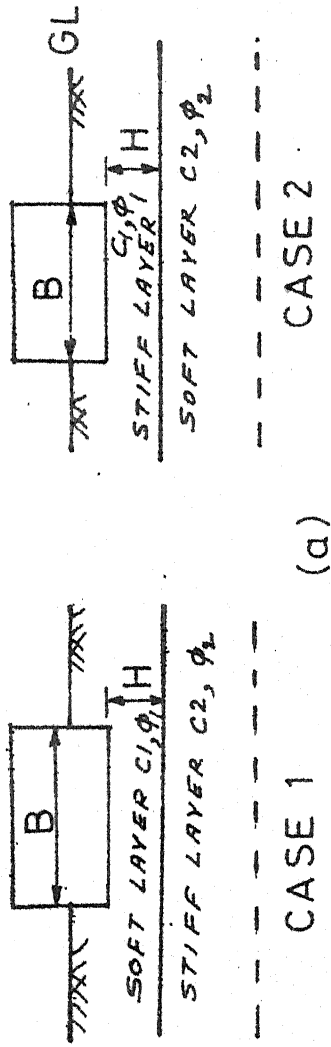 B
H
SOFT LAYER C1, φ1
STIFF LAYER C2, φ2
CASE 1
GL
B
H
C1, φ1
STIFF LAYER
SOFT LAYER C2, φ2
CASE 2
(a)